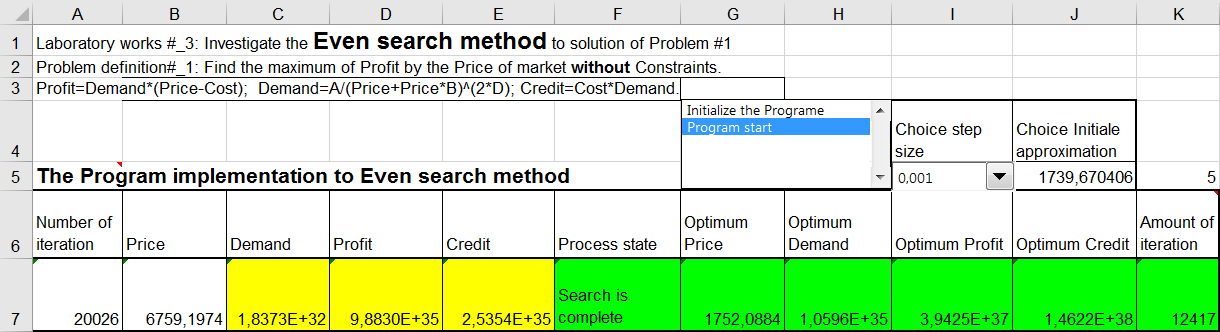 A B C D E F G H I J K
1 Laboratory works #_3: Investigate the Even search method to solution of Problem #1
2 Problem definition#_1: Find the maximum of Profit by the Price of market without Constraints.
3 Profit=Demand*(Price-Cost); Demand=A/(Price+Price*B)^(2*D); Credit=Cost*Demand.
Initialize the Programe
Program start
4 Choice step size Choice Initiale approximation
5 The Program implementation to Even search method 0,001 1739,670406 5
6 Number of iteration Price Demand Profit Credit Process state Optimum Price Optimum Demand Optimum Profit Optimum Credit Amount of iteration
7 20026 6759,1974 1,8373E+32 9,8830E+35 2,5354E+35 Search is complete 1752,0884 1,0596E+35 3,9425E+37 1,4622E+38 12417